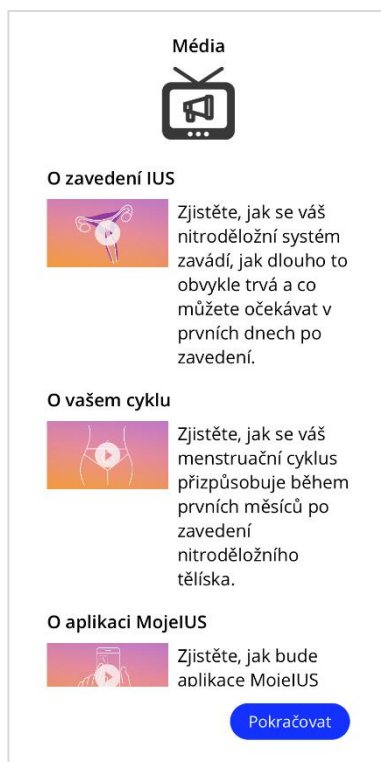 Média
O zavedení IUS
Zjistěte, jak se váš
nitroděložní systém
zavádí, jak dlouho to
obvykle trvá a co
můžete očekávat v
prvních dnech po
zavedení.
O vašem cyklu
Zjistěte, jak se váš
menstruační cyklus
přizpůsobuje během
prvních měsíců po
zavedení
nitroděložního
tělíska.
O aplikaci MojeIUS
Zjistěte, jak bude
aplikace MojeIUS
Pokračovat